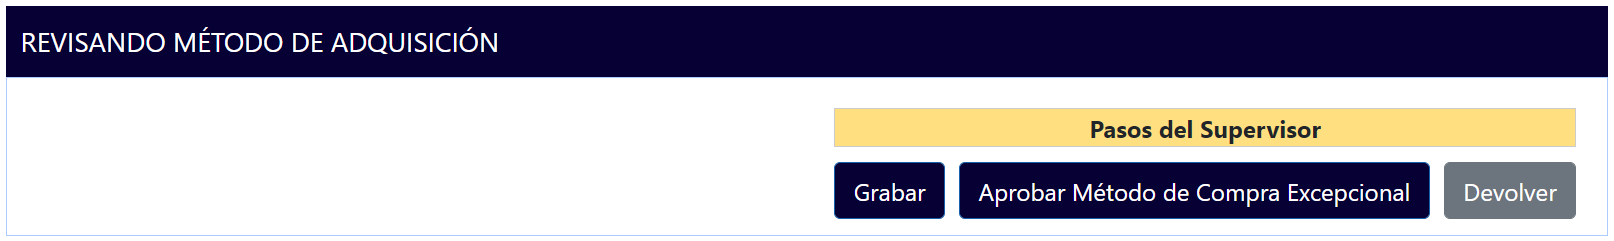 REVISANDO MÉTODO DE ADQUISICIÓN
Pasos del Supervisor
Grabar Aprobar Método de Compra Excepcional Devolver